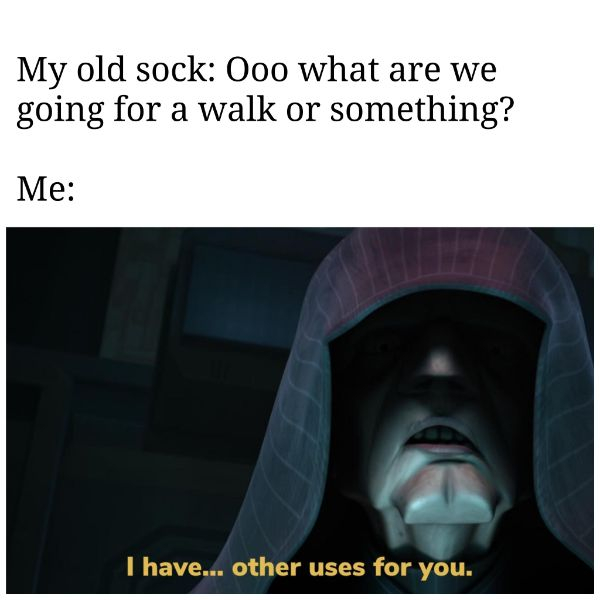 My old sock: Ooo what are we
going for a walk or something?
Me:
I have... other uses for you.